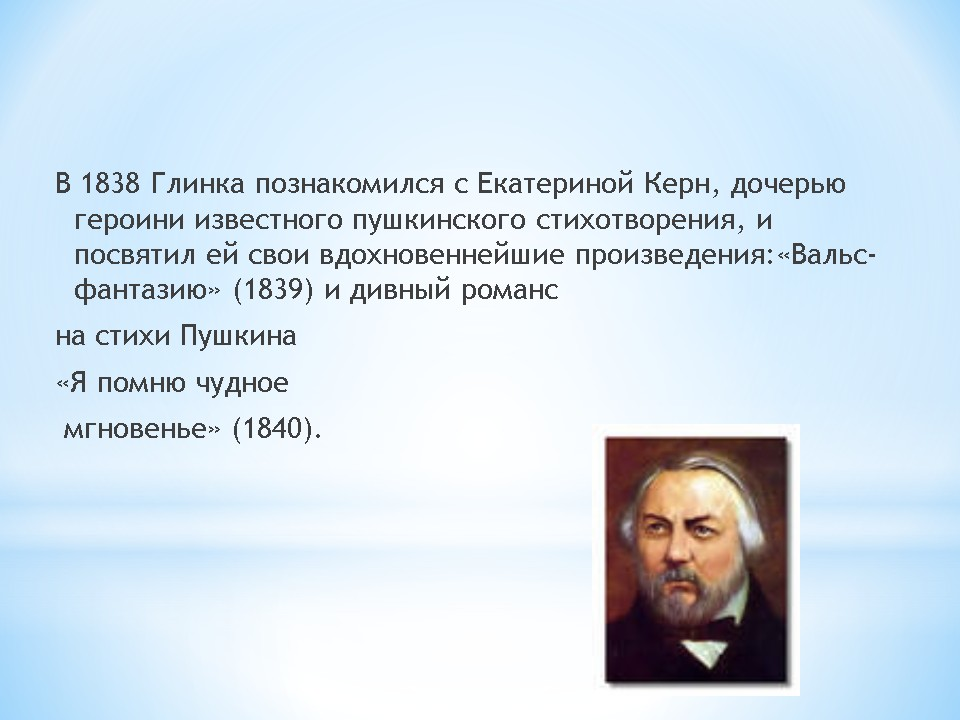 В 1838 Глинка познакомился с Екатериной Керн, дочерью
героини известного пушкинского стихотворения, и
посвятил ей свои вдохновеннейшие произведения:«Вальс-
фантазию» (1839) и дивный романс
на стихи Пушкина
«Я помню чудное
мгновенье» (1840).